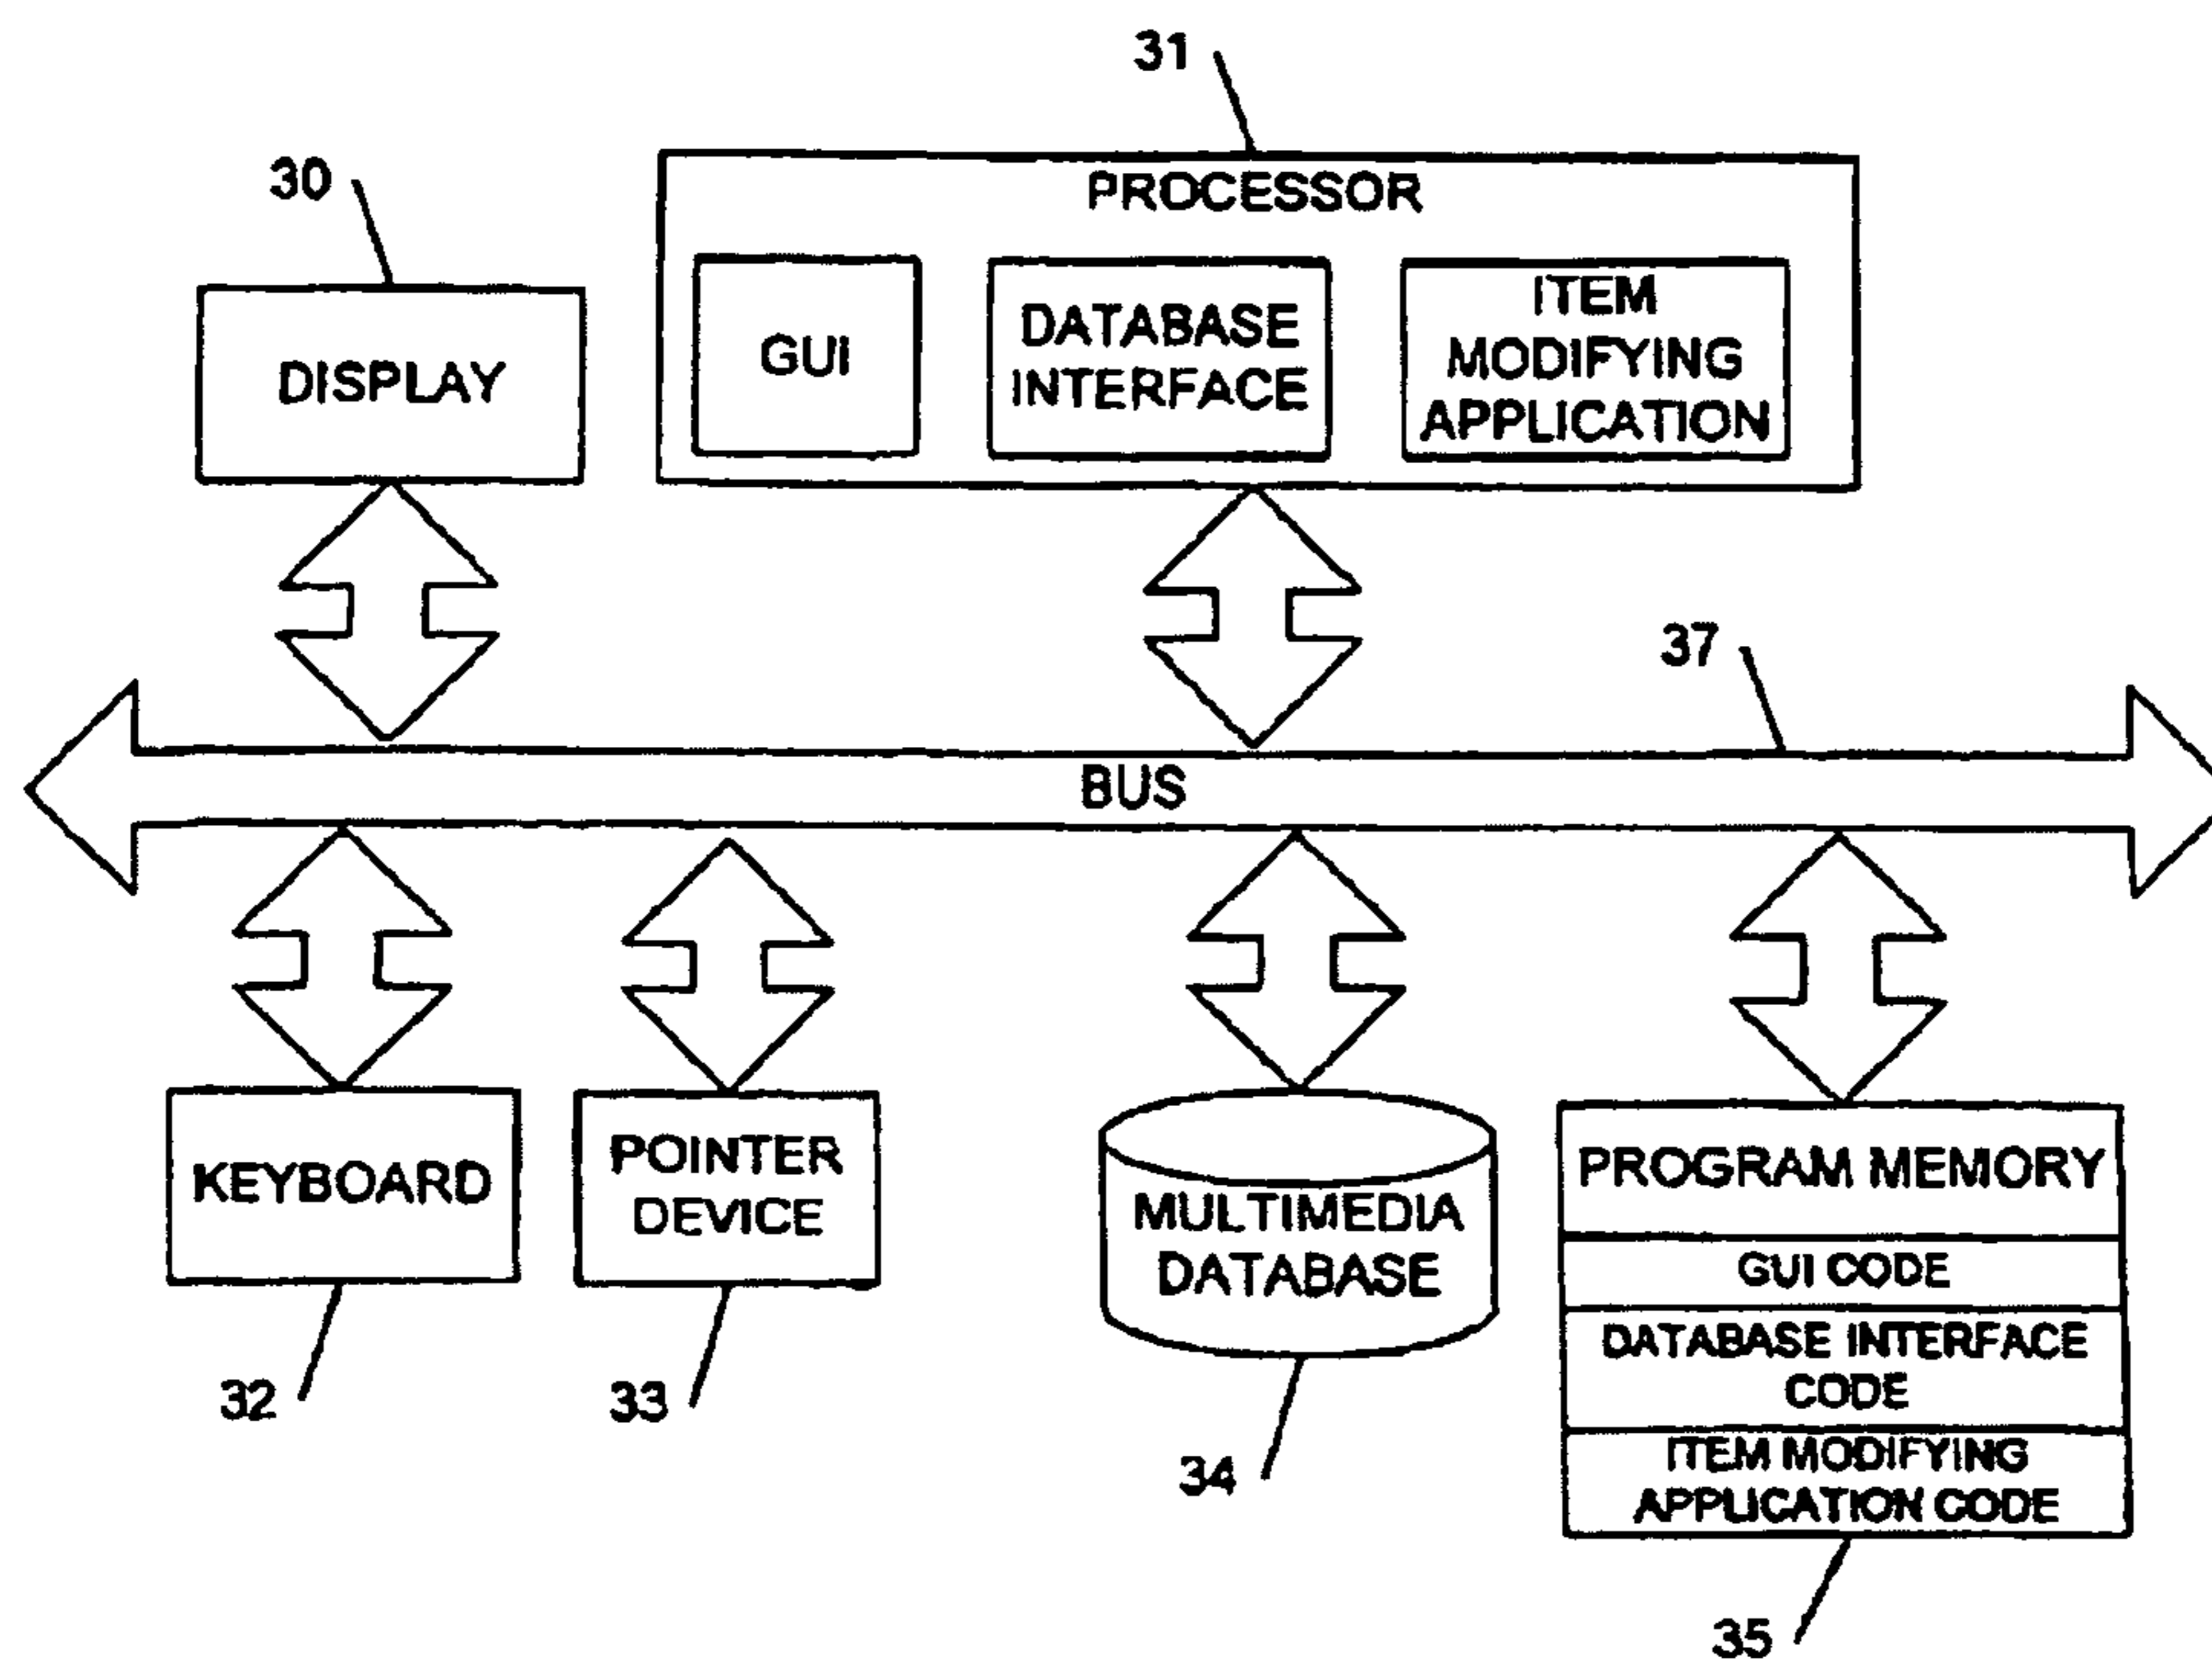 31
30
PROCESSOR
DISPLAY
GUI
DATABASE
INTERFACE
ITEM
MODIFYING
APPLICATION
37
BUS
KEYBOARD
POINTER
DEVICE
MULTIMEDIA
DATABASE
PROGRAM MEMORY
GUI CODE
DATABASE INTERFACE
CODE
ITEM MODIFYING
APPLICATION CODE
32
33
34
35